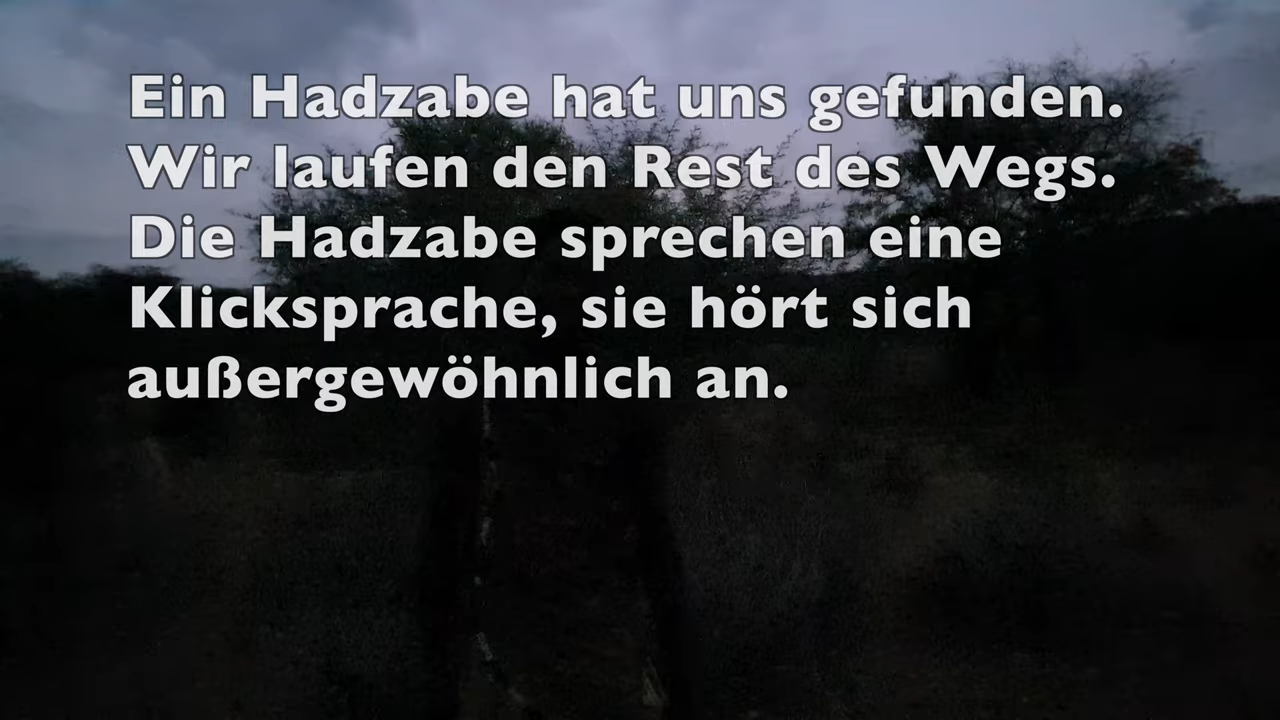 Ein Hadzabe hat uns gefunden.
Wir laufen den Rest des Wegs.
Die Hadzabe sprechen eine
Klicksprache, sie hört sich
außergewöhnlich an.